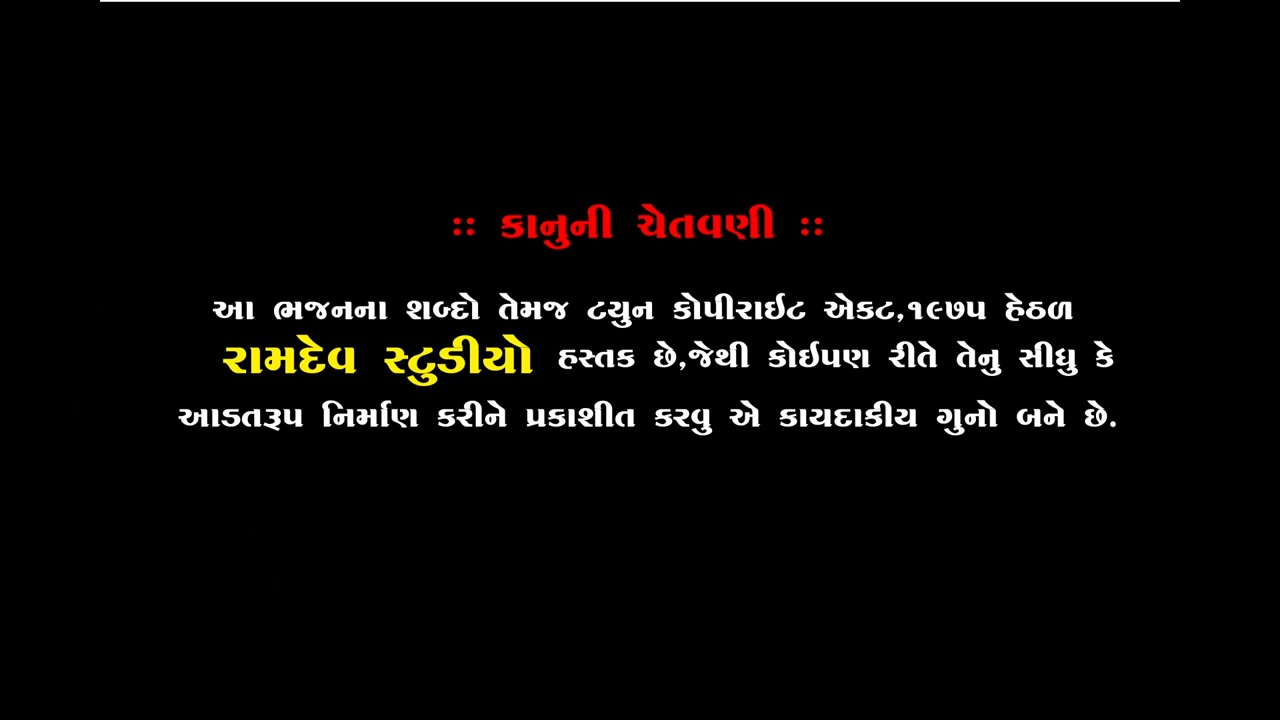 :: કાનુની ચેતવણી ::
આ ભજનના શબ્દો તેમજ ટયુન કોપીરાઈટ એકટ,૧૯૭૫ હેઠળ
રામદેવ સ્ટુડીયો હસ્તક છે,જેથી કોઈપણ રીતે તેનુ સીધુ કે
આડતરૂપ નિર્માણ કરીને પ્રકાશીત કરવુ એ કાયદાકીય ગુનો બને છે.